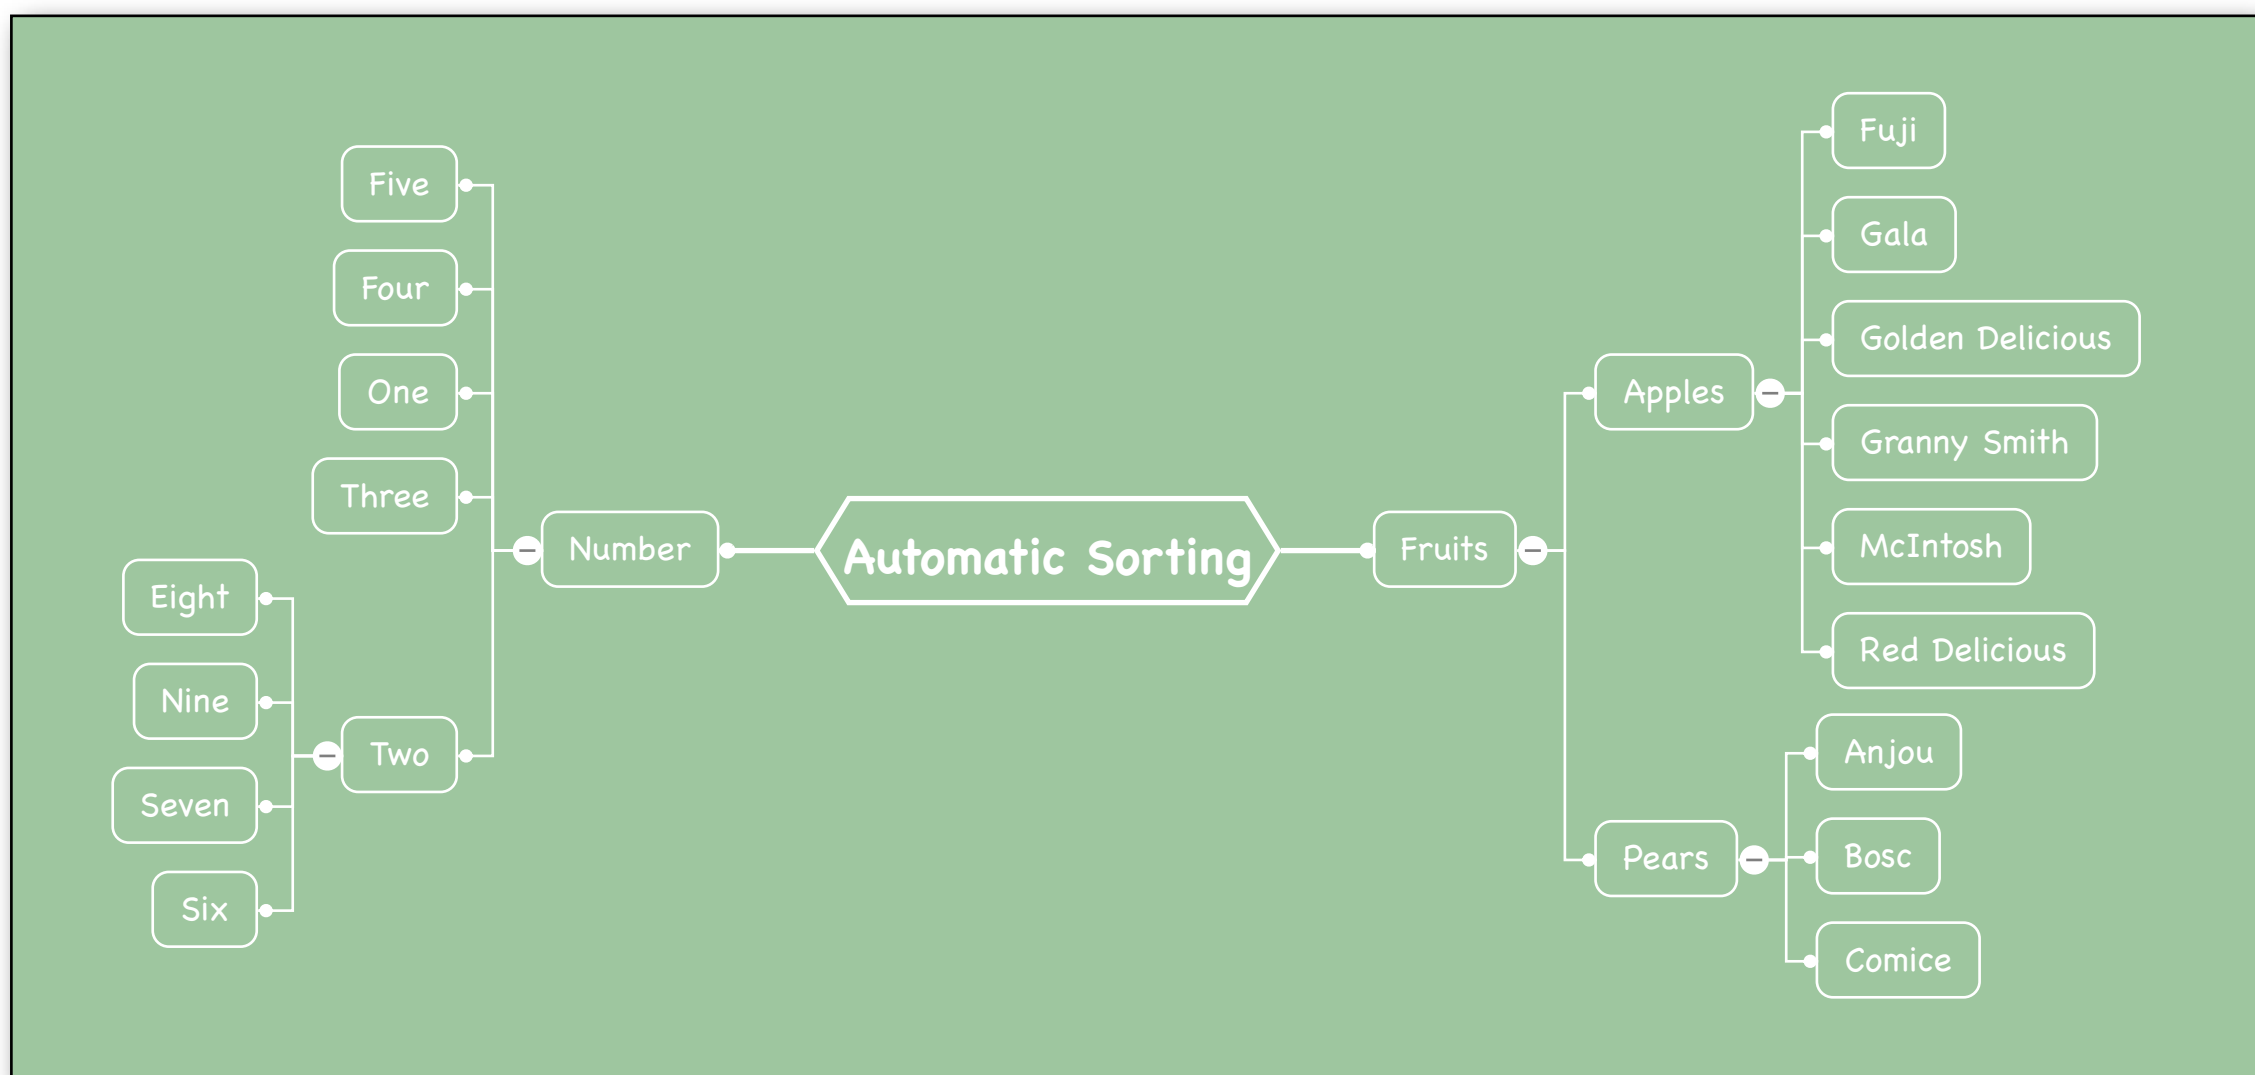 Automatic Sorting
Number
Five
Four
One
Three
Two
Eight
Nine
Seven
Six
Fruits
Apples
Fuji
Gala
Golden Delicious
Granny Smith
McIntosh
Red Delicious
Pears
Anjou
Bosc
Comice